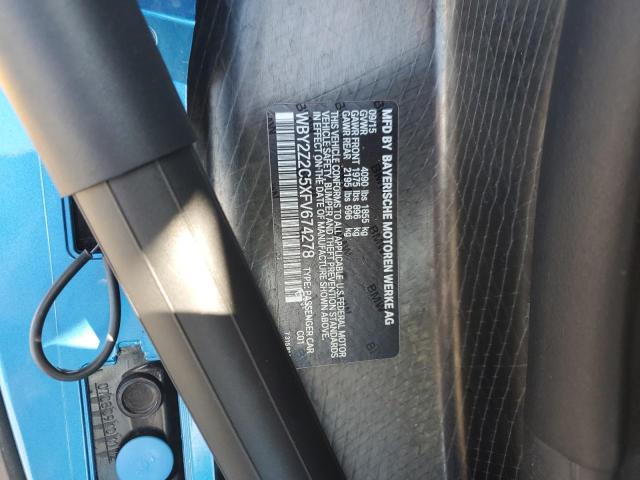 MFD BY BAYERISCHE MOTOREN WERKE AG
09/15
GVWR 4090 lbs 1855 kg
GAWR FRONT 1975 lbs 896 kg
GAWR REAR 2195 lbs 996 kg
THIS VEHICLE CONFORMS TO ALL APPLICABLE U.S. FEDERAL MOTOR
VEHICLE SAFETY, BUMPER AND THEFT PREVENTION STANDARDS
IN EFFECT ON THE DATE OF MANUFACTURE SHOWN ABOVE.
WBY2Z2C5XFV674278 TYPE: PASSENGER CAR
C01